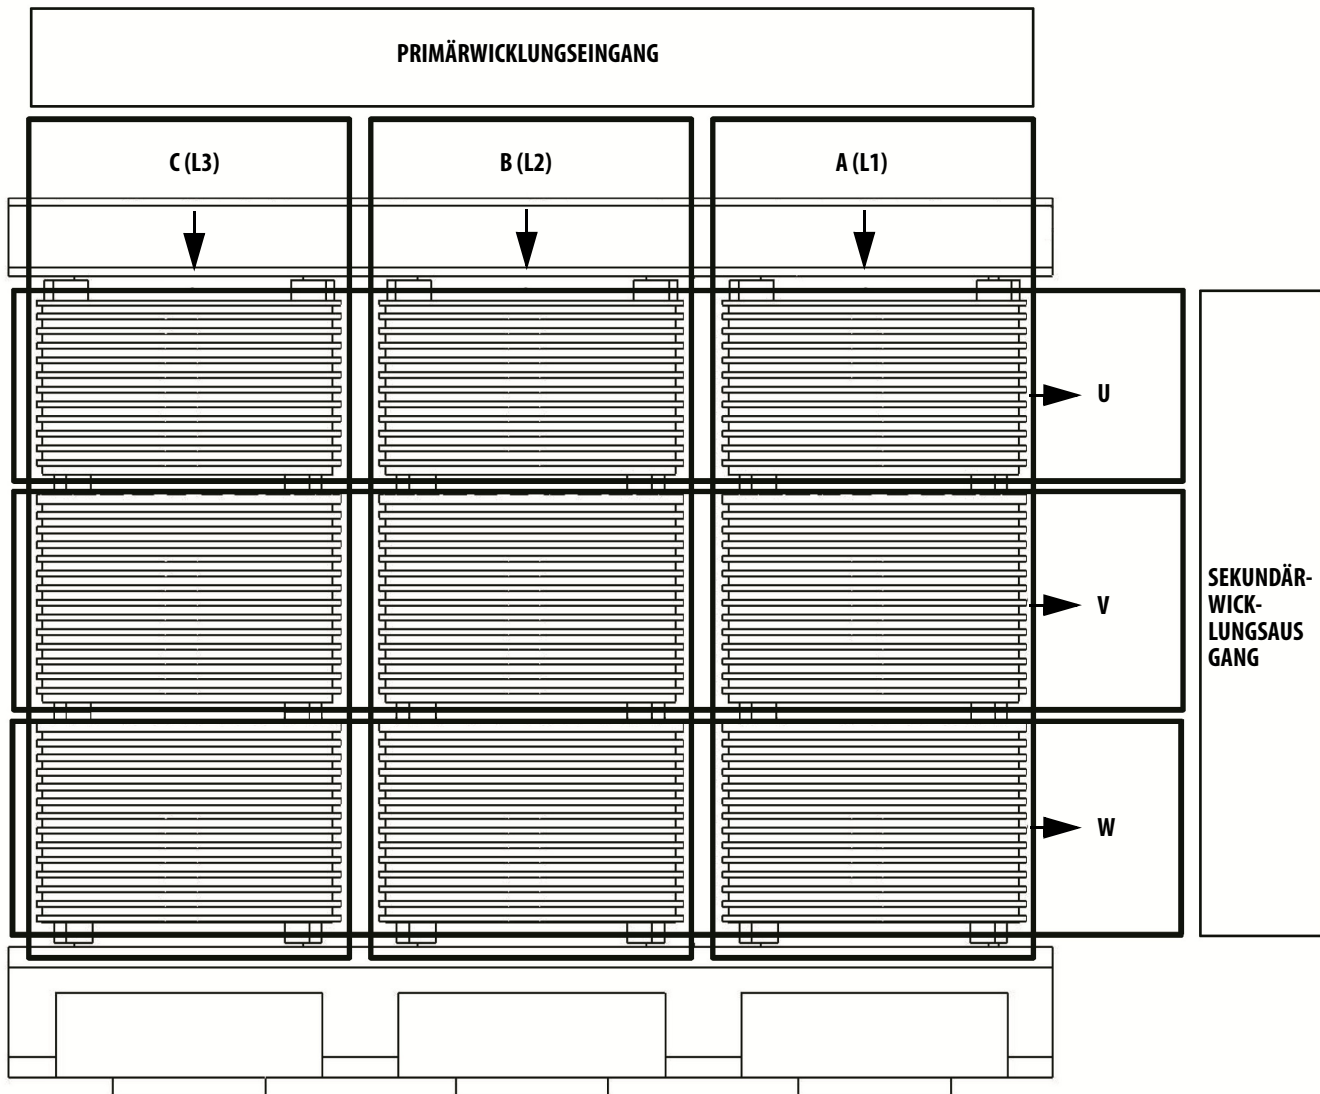 PRIMÄRWICKLUNGSEINGANG
C (L3)
B (L2)
A (L1)
U
V
W
SEKUNDÄR-
WICK-
LUNGSAUS
GANG